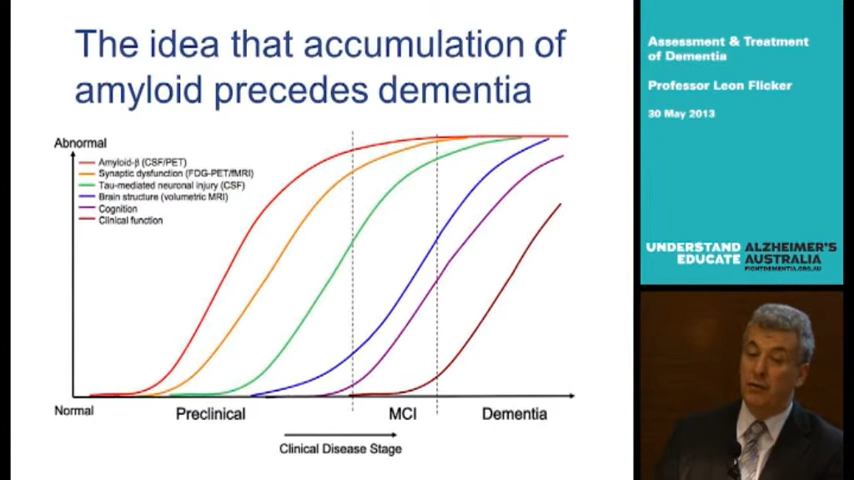 The idea that accumulation of
amyloid precedes dementia
Abnormal
Amyloid-β (CSF/PET)
Synaptic dysfunction (FDG-PET/fMRI)
Tau-mediated neuronal injury (CSF)
Brain structure (volumetric MRI)
Cognition
Clinical function
Normal
Preclinical
MCI
Dementia
Clinical Disease Stage
Assessment & Treatment
of Dementia
Professor Leon Flicker
30 May 2013
UNDERSTAND ALZHEIMER'S
EDUCATE AUSTRALIA
FIGHTDEMENTIA.ORG.AU